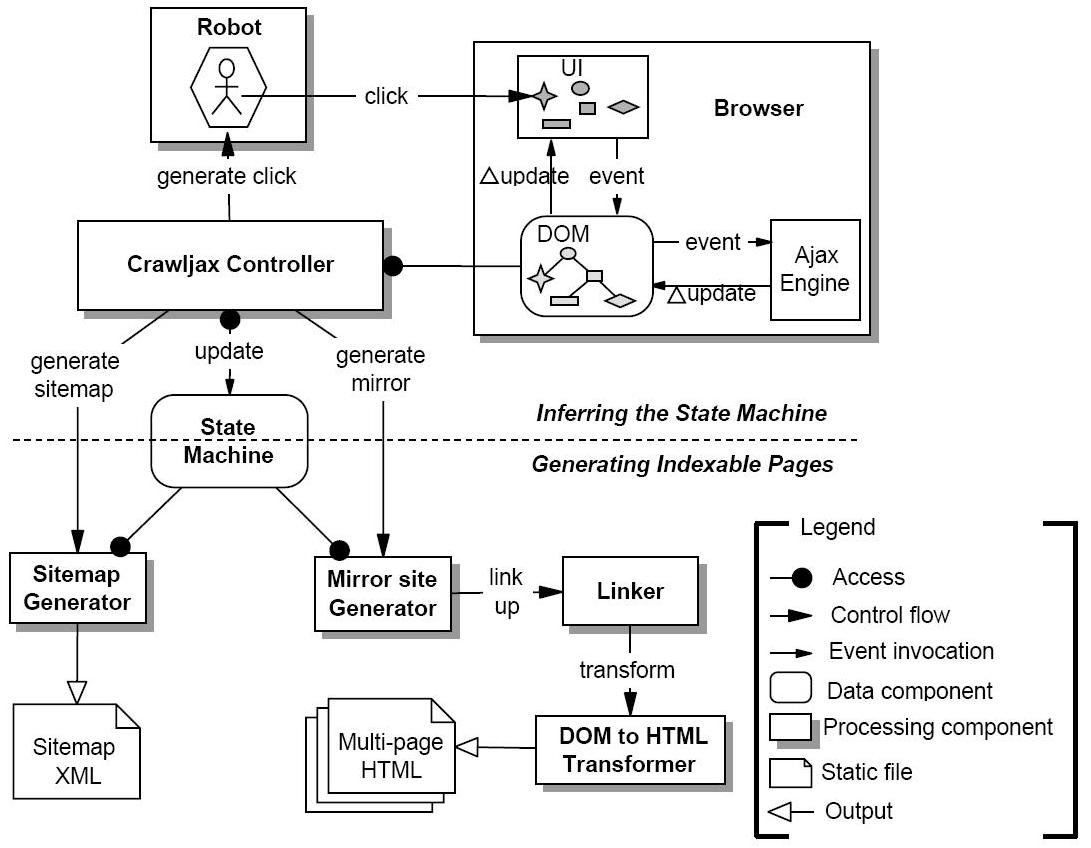 Robot
click
UI
Browser
generate click
△update
event
DOM
event
Ajax
Engine
△update
Crawljax Controller
generate
sitemap
update
generate
mirror
State
Machine
Inferring the State Machine
Generating Indexable Pages
Sitemap
Generator
Mirror site
Generator
link
up
Linker
transform
Sitemap
XML
Multi-page
HTML
DOM to HTML
Transformer
Legend
Access
Control flow
Event invocation
Data component
Processing component
Static file
Output